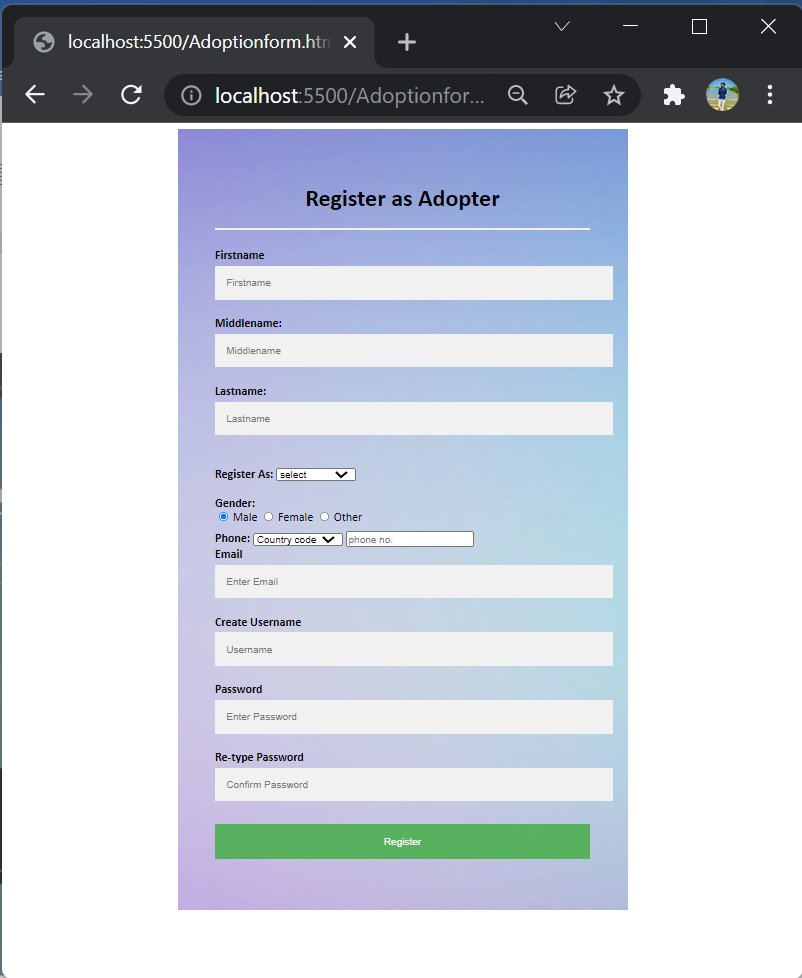 localhost:5500/Adoptionform.htm
localhost:5500/Adoptionfor...
Register as Adopter
Firstname
Firstname
Middlename:
Middlename
Lastname:
Lastname
Register As: select
Gender:
Male Female Other
Phone: Country code phone no.
Email
Enter Email
Create Username
Username
Password
Enter Password
Re-type Password
Confirm Password
Register